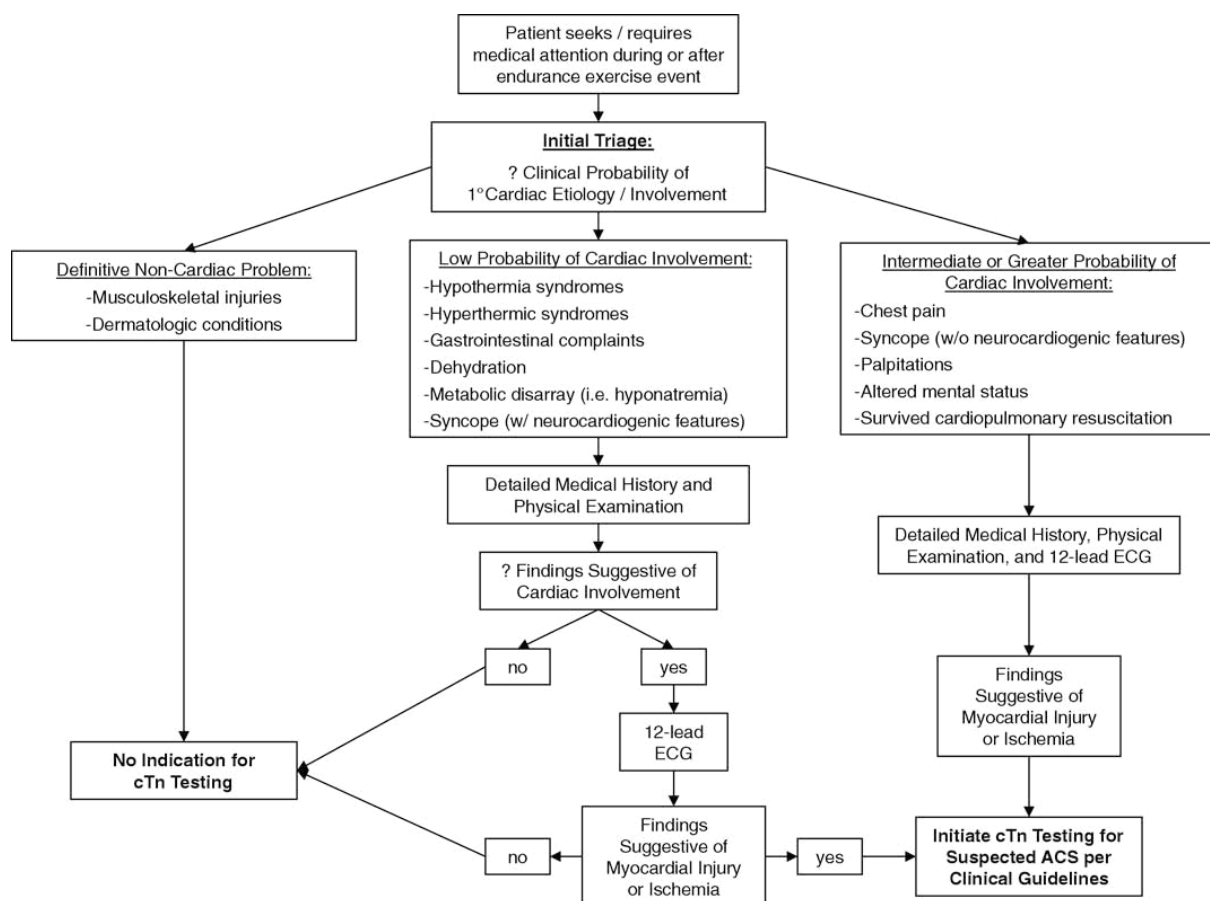 Patient seeks / requires
medical attention during or after
endurance exercise event
Initial Triage:
? Clinical Probability of
1°Cardiac Etiology / Involvement
Definitive Non-Cardiac Problem:
-Musculoskeletal injuries
-Dermatologic conditions
Low Probability of Cardiac Involvement:
-Hypothermia syndromes
-Hyperthermic syndromes
-Gastrointestinal complaints
-Dehydration
-Metabolic disarray (i.e. hyponatremia)
-Syncope (w/ neurocardiogenic features)
Intermediate or Greater Probability of
Cardiac Involvement:
-Chest pain
-Syncope (w/o neurocardiogenic features)
-Palpitations
-Altered mental status
-Survived cardiopulmonary resuscitation
Detailed Medical History and
Physical Examination
Detailed Medical History, Physical
Examination, and 12-lead ECG
? Findings Suggestive of
Cardiac Involvement
no
yes
Findings
Suggestive of
Myocardial Injury
or Ischemia
12-lead
ECG
No Indication for
cTn Testing
no
Findings
Suggestive of
Myocardial Injury
or Ischemia
yes
Initiate cTn Testing for
Suspected ACS per
Clinical Guidelines